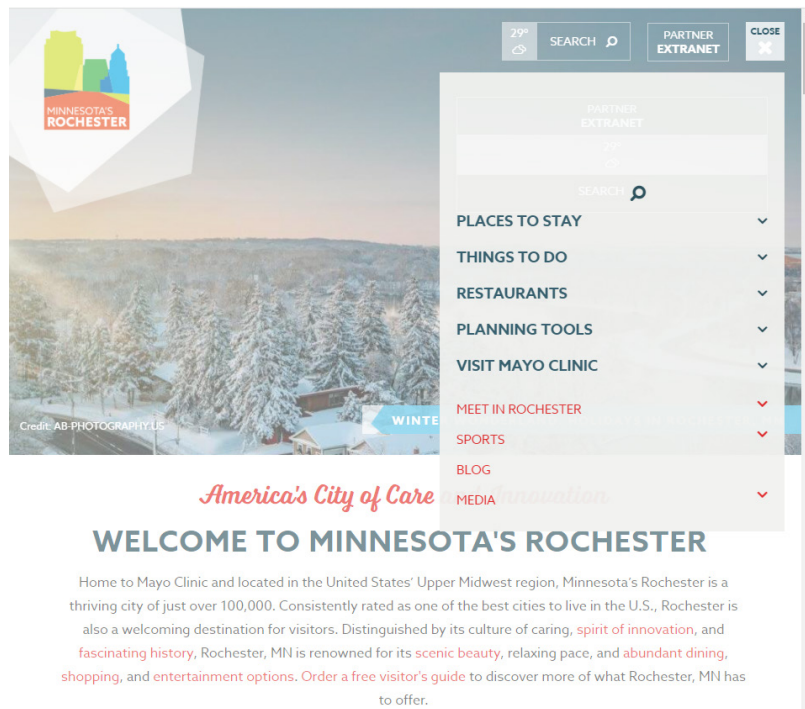 MINNESOTA'S
ROCHESTER
29°
SEARCH
PARTNER
EXTRANET
CLOSE
PARTNER
EXTRANET
29°
SEARCH
PLACES TO STAY
THINGS TO DO
RESTAURANTS
PLANNING TOOLS
VISIT MAYO CLINIC
MEET IN ROCHESTER
SPORTS
BLOG
MEDIA
Credit: AB-PHOTOGRAPHY.US
America's City of Care and Innovation
WELCOME TO MINNESOTA'S ROCHESTER
Home to Mayo Clinic and located in the United States' Upper Midwest region, Minnesota's Rochester is a
thriving city of just over 100,000. Consistently rated as one of the best cities to live in the U.S., Rochester is
also a welcoming destination for visitors. Distinguished by its culture of caring, spirit of innovation, and
fascinating history, Rochester, MN is renowned for its scenic beauty, relaxing pace, and abundant dining,
shopping, and entertainment options. Order a free visitor's guide to discover more of what Rochester, MN has
to offer.